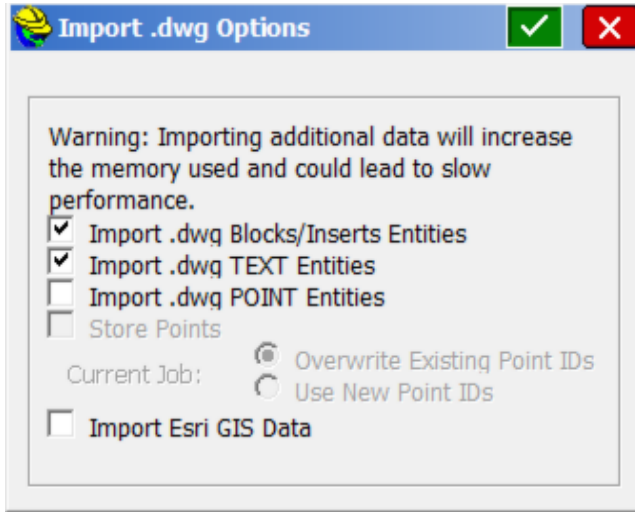 Import .dwg Options
Warning: Importing additional data will increase
the memory used and could lead to slow
performance.
Import .dwg Blocks/Inserts Entities
Import .dwg TEXT Entities
Import .dwg POINT Entities
Store Points
Current Job:
Overwrite Existing Point IDs
Use New Point IDs
Import Esri GIS Data